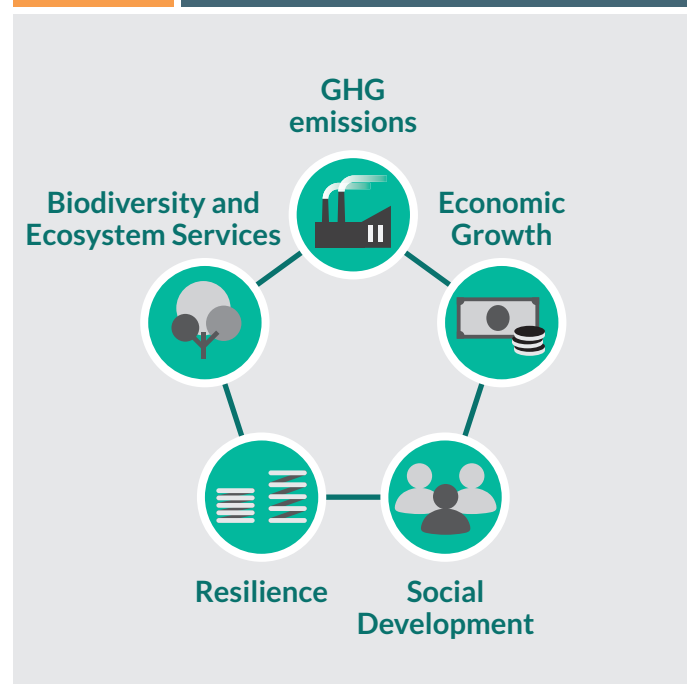 GHG
emissions
Biodiversity and
Ecosystem Services
Economic
Growth
Resilience
Social
Development